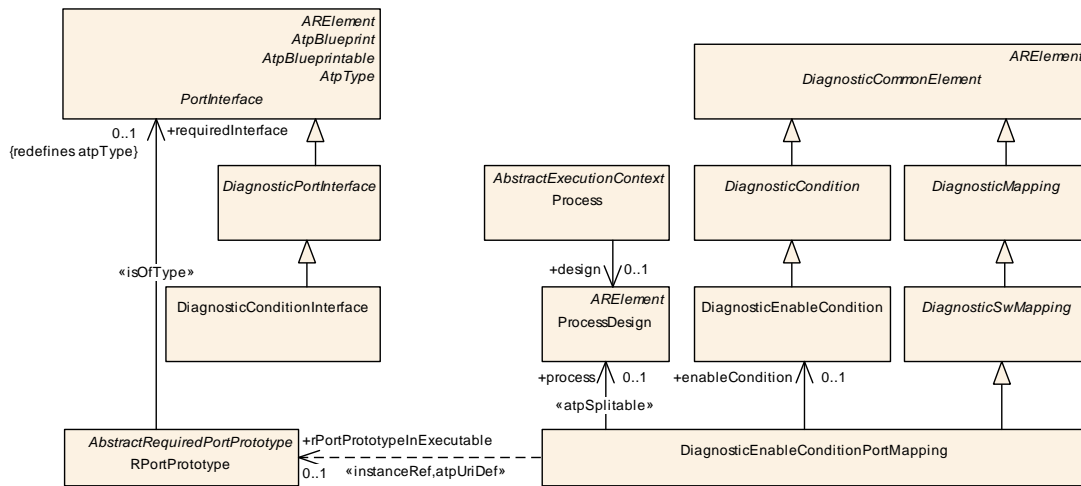 ARElement
AtpBlueprint
AtpBlueprintable
AtpType
PortInterface
ARElement
DiagnosticCommonElement
0..1
+requiredInterface
{redefines atpType}
DiagnosticPortInterface
AbstractExecutionContext
Process
DiagnosticCondition
DiagnosticMapping
«isOfType»
+design
0..1
DiagnosticConditionInterface
ARElement
ProcessDesign
DiagnosticEnableCondition
DiagnosticSwMapping
+process
0..1
+enableCondition
0..1
«atpSplitable»
AbstractRequiredPortPrototype
RPortPrototype
+rPortPrototypeInExecutable
0..1
«instanceRef,atpUriDef»
DiagnosticEnableConditionPortMapping